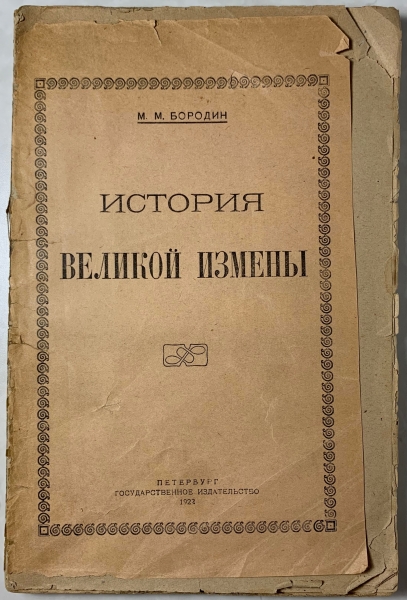 М. М. БОРОДИН
ИСТОРИЯ
ВЕЛИКОЙ ИЗМЕНЫ
ПЕТЕРБУРГ
ГОСУДАРСТВЕННОЕ ИЗДАТЕЛЬСТВО